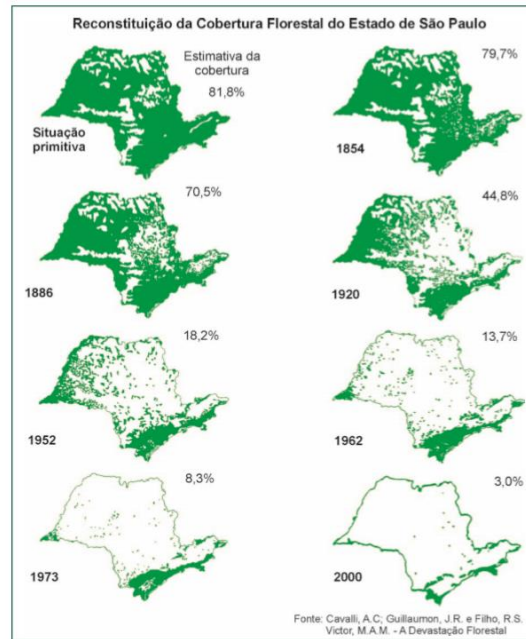 Reconstituição da Cobertura Florestal do Estado de São Paulo
Estimativa da
cobertura
81,8%
Situação
primitiva
79,7%
1854
70,5%
1886
44,8%
1920
18,2%
1952
13,7%
1962
8,3%
1973
3,0%
2000
Fonte: Cavalli, A.C; Guillaumon, J.R. e Filho, R.S.
Victor, M.A.M. - A Devastação Florestal